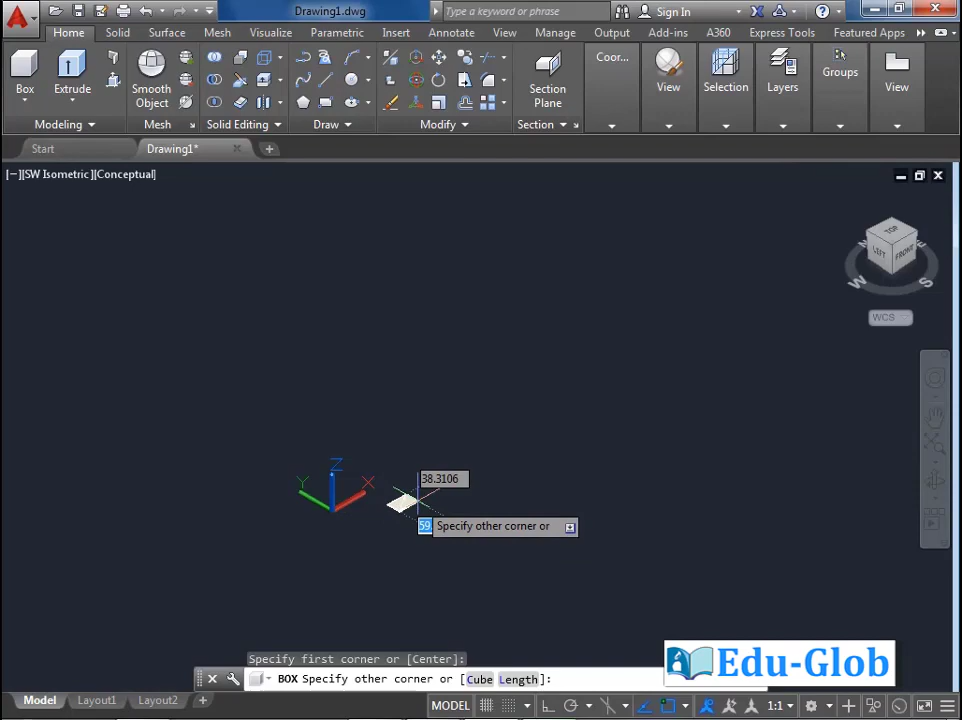 Drawing1.dwg
Type a keyword or phrase
Sign In
Home Solid Surface Mesh Visualize Parametric Insert Annotate View Manage Output Add-ins A360 Express Tools Featured Apps
Box
Extrude
Smooth Object
Section Plane
Coor...
View
Selection
Layers
Groups
View
Modeling
Mesh
Solid Editing
Draw
Modify
Section
Start
Drawing1*
[−][SW Isometric][Conceptual]
TOP
LEFT
FRONT
W
S
WCS
Z
Y
X
38.3106
59. Specify other corner or
Specify first corner or [Center]:
BOX Specify other corner or [Cube Length]:
Edu-Glob
Model Layout1 Layout2
MODEL
1:1